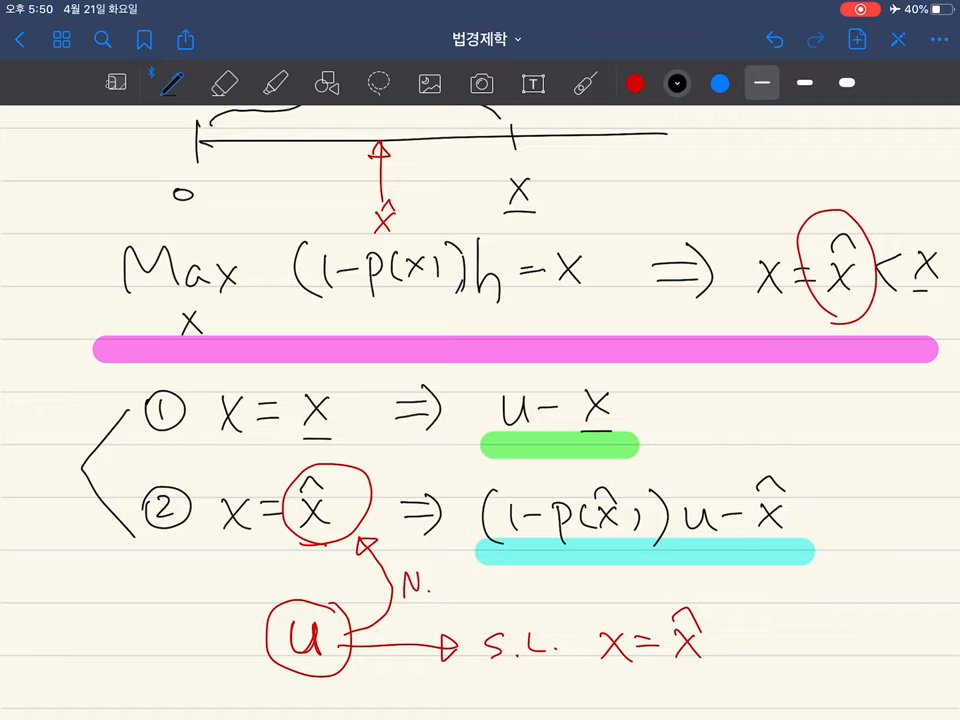 오후 5:50 4월 21일 화요일 40%
법경제학
T
0 x̂ x̲
Max (1-p(x))h = x ⇒ x = x̂ < x̲
x
① x = x̲ ⇒ u - x̲
② x = x̂ ⇒ (1-p(x̂))u - x̂
N.
u → S.L. x = x̂